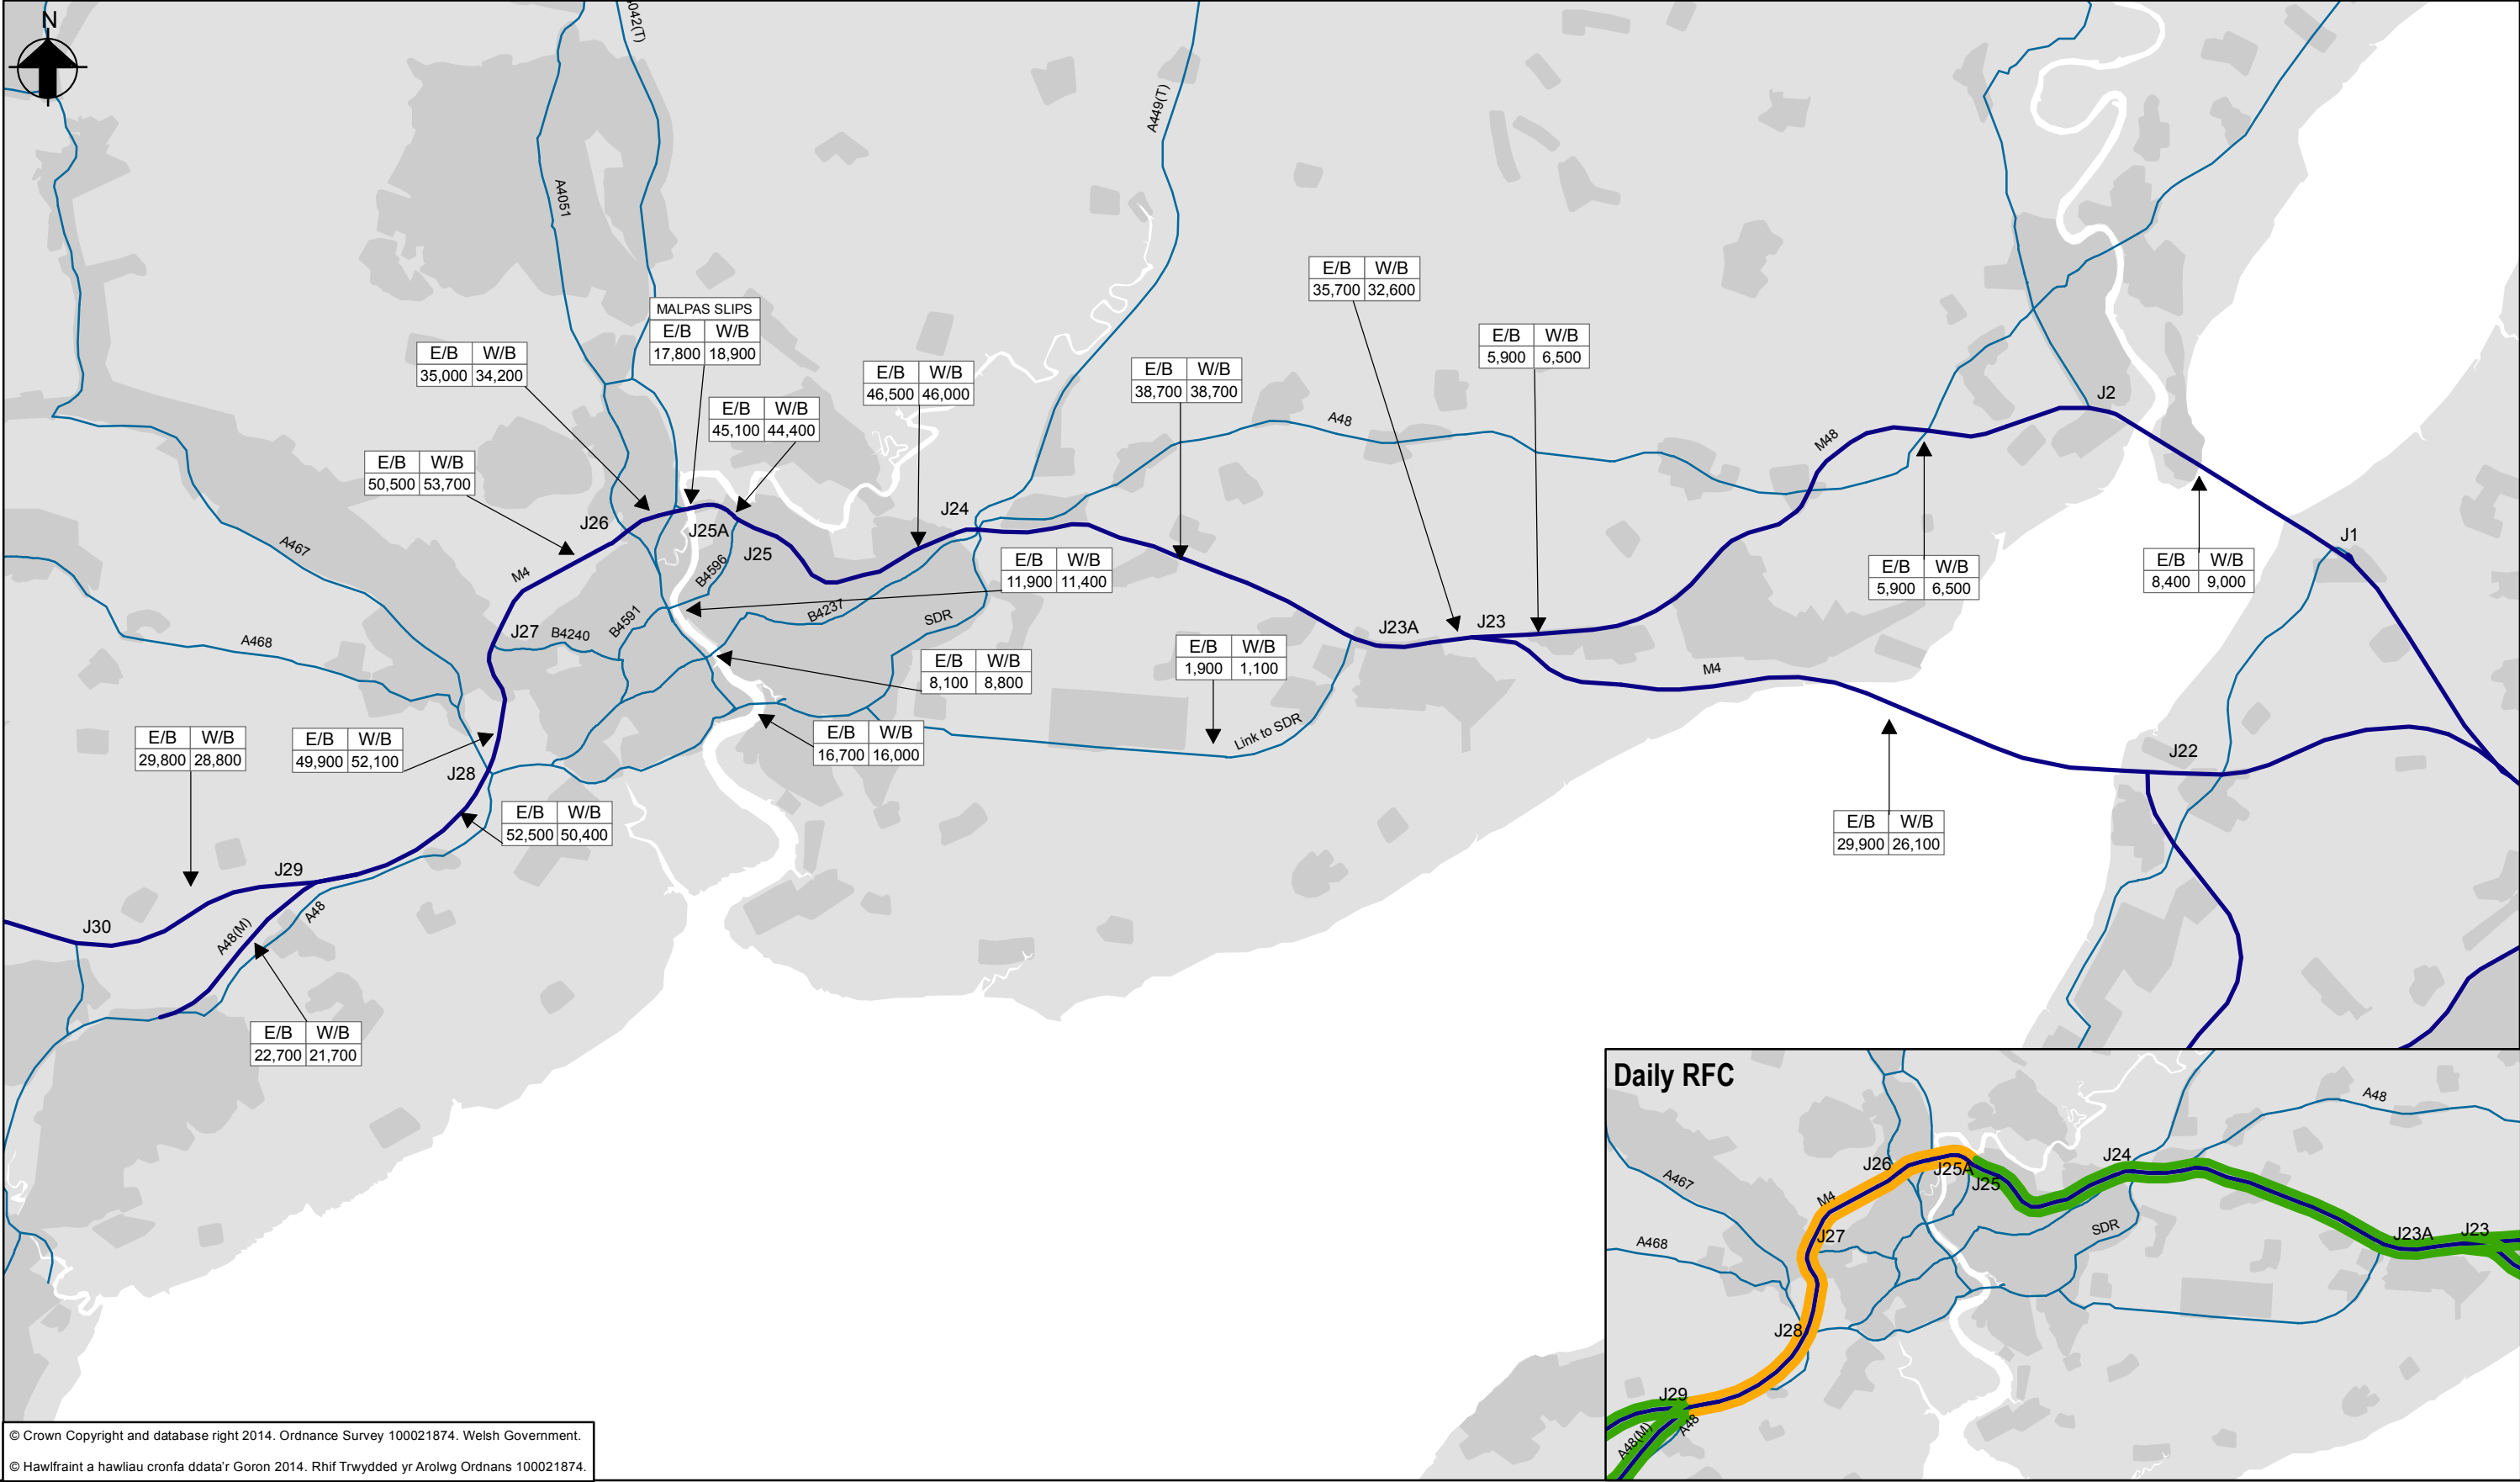 N
A4051
A449(T)
E/B W/B
35,700 32,600
MALPAS SLIPS
E/B W/B
17,800 18,900
E/B W/B
5,900 6,500
E/B W/B
35,000 34,200
E/B W/B
46,500 46,000
E/B W/B
38,700 38,700
E/B W/B
45,100 44,400
J2
A48
M48
E/B W/B
50,500 53,700
J26
J25A
J25
J24
J1
A467
M4
B4596
E/B W/B
11,900 11,400
E/B W/B
5,900 6,500
E/B W/B
8,400 9,000
B4237
SDR
J27
B4240
B4591
A468
J23A
J23
E/B W/B
8,100 8,800
E/B W/B
1,900 1,100
M4
Link to SDR
E/B W/B
29,800 28,800
E/B W/B
49,900 52,100
E/B W/B
16,700 16,000
J28
J22
E/B W/B
52,500 50,400
E/B W/B
29,900 26,100
J29
J30
A48(M)
A48
E/B W/B
22,700 21,700
Daily RFC
A48
J26
J25A
J25
J24
A467
M4
J27
SDR
J23A
J23
A468
J28
J29
A48(M)
A48
© Crown Copyright and database right 2014. Ordnance Survey 100021874. Welsh Government.
© Hawlfraint a hawliau cronfa ddata'r Goron 2014. Rhif Trwydded yr Arolwg Ordnans 100021874.